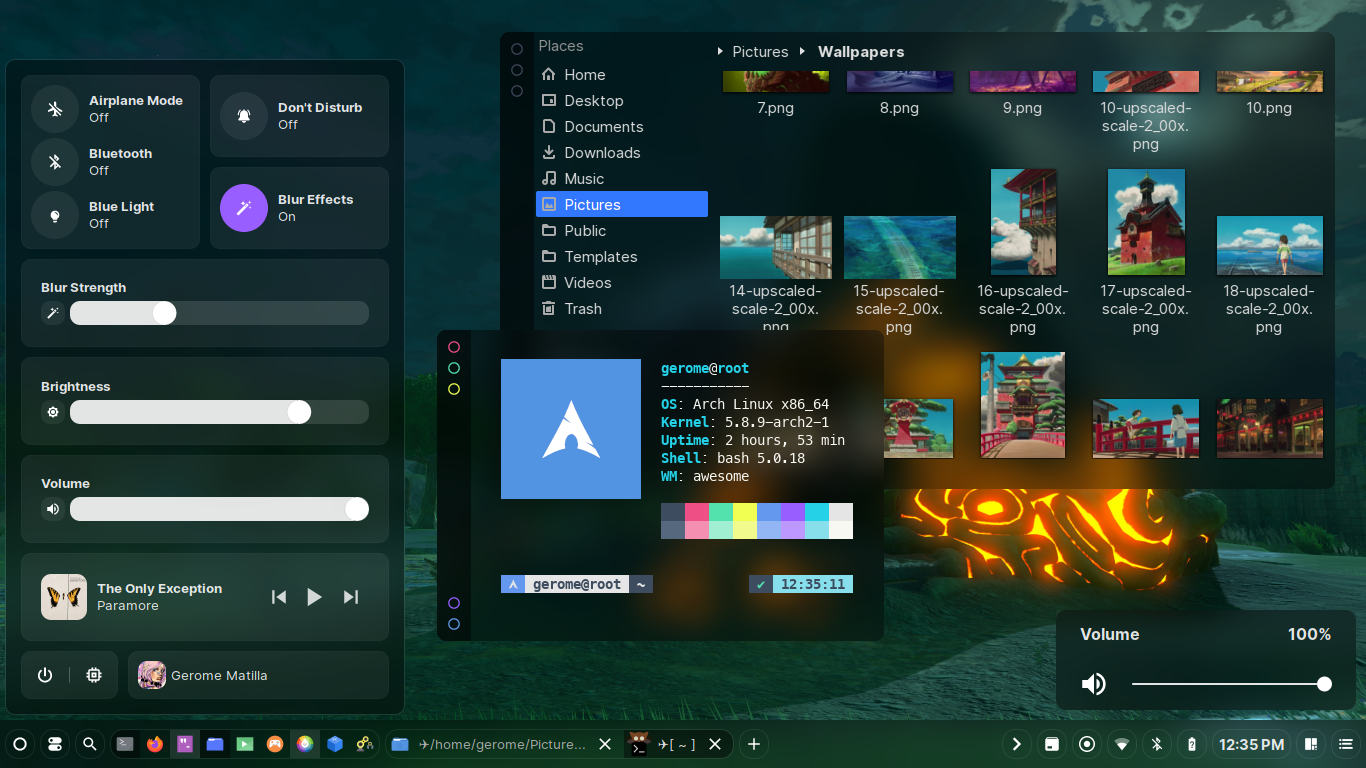 Airplane Mode
Off
Bluetooth
Off
Blue Light
Off
Don't Disturb
Off
Blur Effects
On
Blur Strength
Brightness
Volume
The Only Exception
Paramore
Gerome Matilla
Places
Home
Desktop
Documents
Downloads
Music
Pictures
Public
Templates
Videos
Trash
Pictures Wallpapers
7.png
8.png
9.png
10-upscaled-
scale-2_00x.
png
10.png
14-upscaled-
scale-2_00x.
png
15-upscaled-
scale-2_00x.
png
16-upscaled-
scale-2_00x.
png
17-upscaled-
scale-2_00x.
png
18-upscaled-
scale-2_00x.
png
gerome@root
-----------
OS: Arch Linux x86_64
Kernel: 5.8.9-arch2-1
Uptime: 2 hours, 53 min
Shell: bash 5.0.18
WM: awesome
gerome@root ~
✔ 12:35:11
Volume 100%
✈/home/gerome/Picture...
✈[ ~ ]
12:35 PM